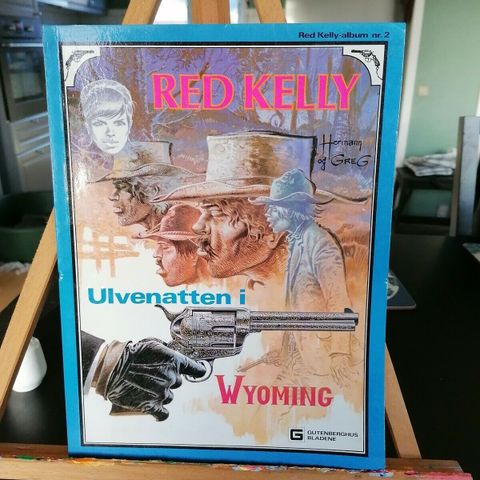 Red Kelly-album nr. 2
RED KELLY
Hermann
og GREG
Ulvenatten i
WYOMING
G GUTENBERGHUS
BLADENE